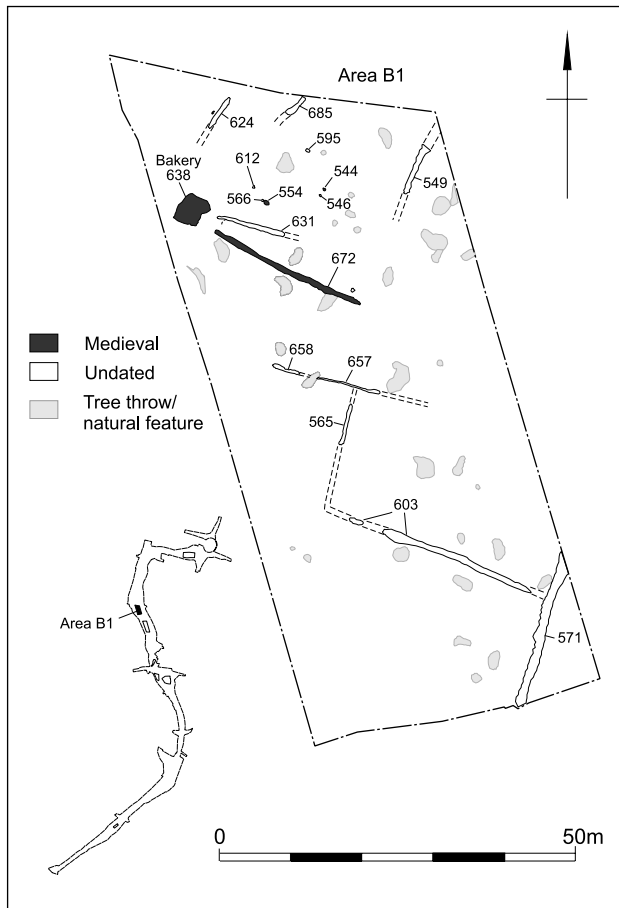 Area B1
624
685
595
Bakery
638
612
544
566
554
546
549
631
672
Medieval
Undated
Tree throw/
natural feature
658
657
565
603
571
Area B1
0
50m